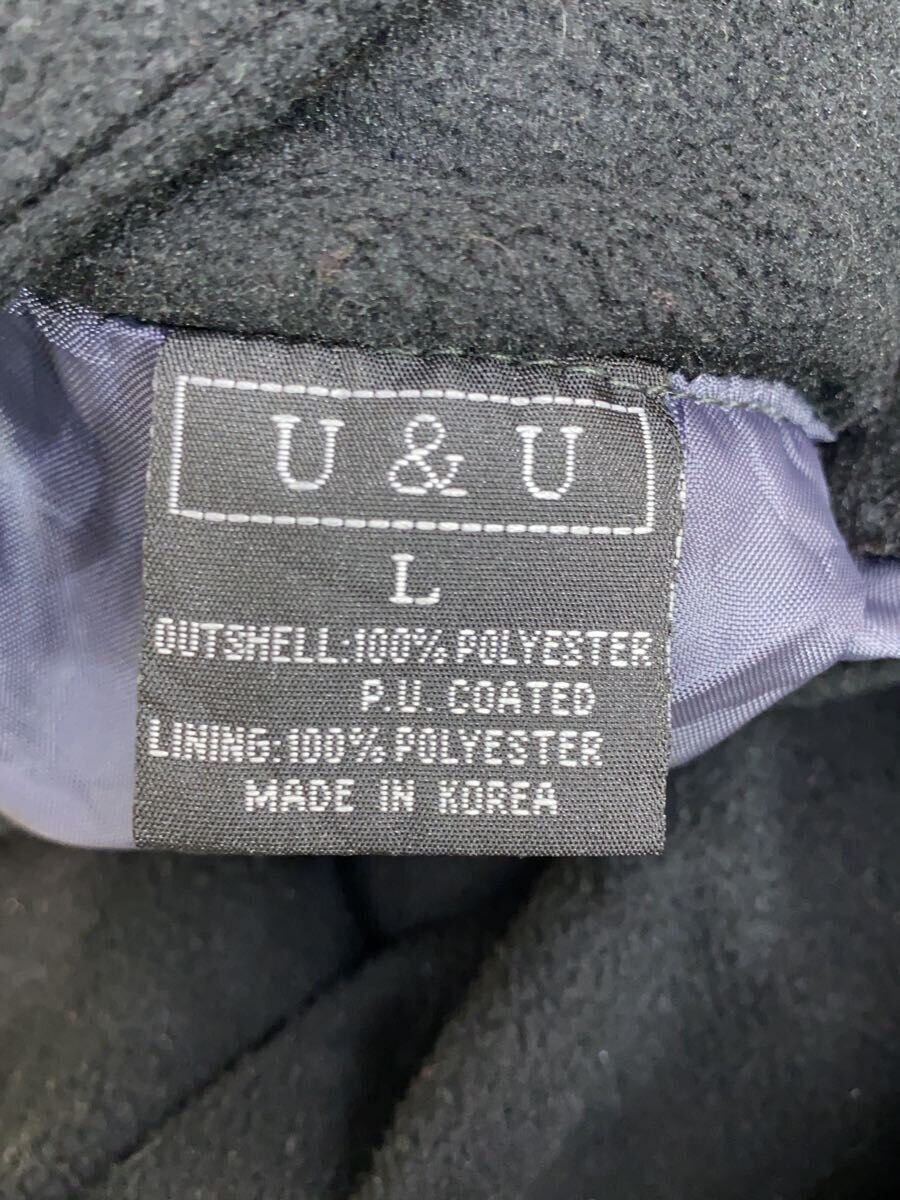 U & U
L
OUTSHELL:100% POLYESTER
P.U. COATED
LINING:100% POLYESTER
MADE IN KOREA